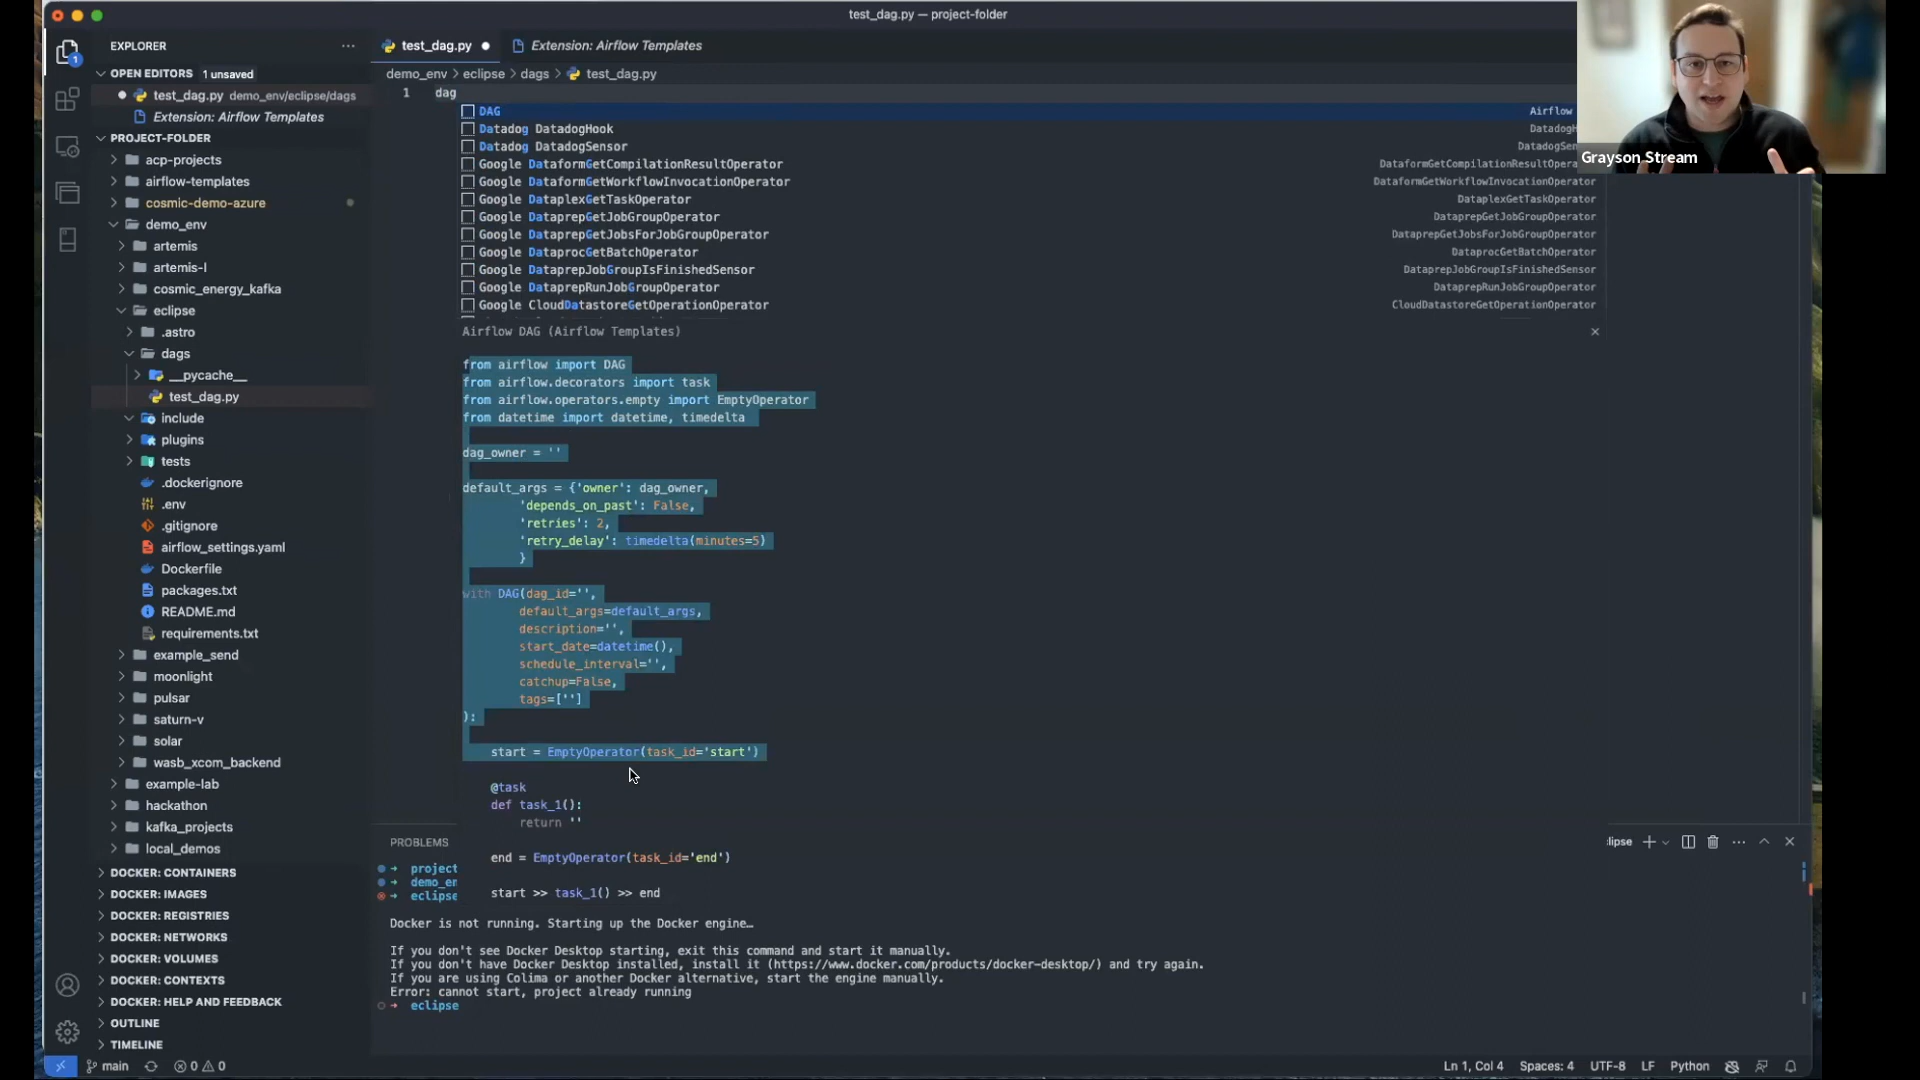 test_dag.py — project-folder
EXPLORER
test_dag.py
Extension: Airflow Templates
OPEN EDITORS 1 unsaved
test_dag.py demo_env/eclipse/dags
Extension: Airflow Templates
PROJECT-FOLDER
acp-projects
airflow-templates
cosmic-demo-azure
demo_env
artemis
artemis-I
cosmic_energy_kafka
eclipse
.astro
dags
__pycache__
test_dag.py
include
plugins
tests
.dockerignore
.env
.gitignore
airflow_settings.yaml
Dockerfile
packages.txt
README.md
requirements.txt
example_send
moonlight
pulsar
saturn-v
solar
wasb_xcom_backend
example-lab
hackathon
kafka_projects
local_demos
DOCKER: CONTAINERS
DOCKER: IMAGES
DOCKER: REGISTRIES
DOCKER: NETWORKS
DOCKER: VOLUMES
DOCKER: CONTEXTS
DOCKER: HELP AND FEEDBACK
OUTLINE
TIMELINE
demo_env > eclipse > dags > test_dag.py
1 dag
DAG Airflow
Datadog DatadogHook DatadogH
Datadog DatadogSensor DatadogSen
Google DataformGetCompilationResultOperator DataformGetCompilationResultOpera
Google DataformGetWorkflowInvocationOperator DataformGetWorkflowInvocationOperator
Google DataplexGetTaskOperator DataplexGetTaskOperator
Google DataprepGetJobGroupOperator DataprepGetJobGroupOperator
Google DataprepGetJobsForJobGroupOperator DataprepGetJobsForJobGroupOperator
Google DataprocGetBatchOperator DataprocGetBatchOperator
Google DataprepJobGroupIsFinishedSensor DataprepJobGroupIsFinishedSensor
Google DataprepRunJobGroupOperator DataprepRunJobGroupOperator
Google CloudDatastoreGetOperationOperator CloudDatastoreGetOperationOperator
Airflow DAG (Airflow Templates)
from airflow import DAG
from airflow.decorators import task
from airflow.operators.empty import EmptyOperator
from datetime import datetime, timedelta
dag_owner = ''
default_args = {'owner': dag_owner,
'depends_on_past': False,
'retries': 2,
'retry_delay': timedelta(minutes=5)
}
with DAG(dag_id='',
default_args=default_args,
description='',
start_date=datetime(),
schedule_interval='',
catchup=False,
tags=['']
):
start = EmptyOperator(task_id='start')
@task
def task_1():
return ''
end = EmptyOperator(task_id='end')
start >> task_1() >> end
PROBLEMS
lipse
project
demo_en
eclipse
Docker is not running. Starting up the Docker engine…
If you don't see Docker Desktop starting, exit this command and start it manually.
If you don't have Docker Desktop installed, install it (https://www.docker.com/products/docker-desktop/) and try again.
If you are using Colima or another Docker alternative, start the engine manually.
Error: cannot start, project already running
eclipse
main 0 0
Ln 1, Col 4 Spaces: 4 UTF-8 LF Python
Grayson Stream
1